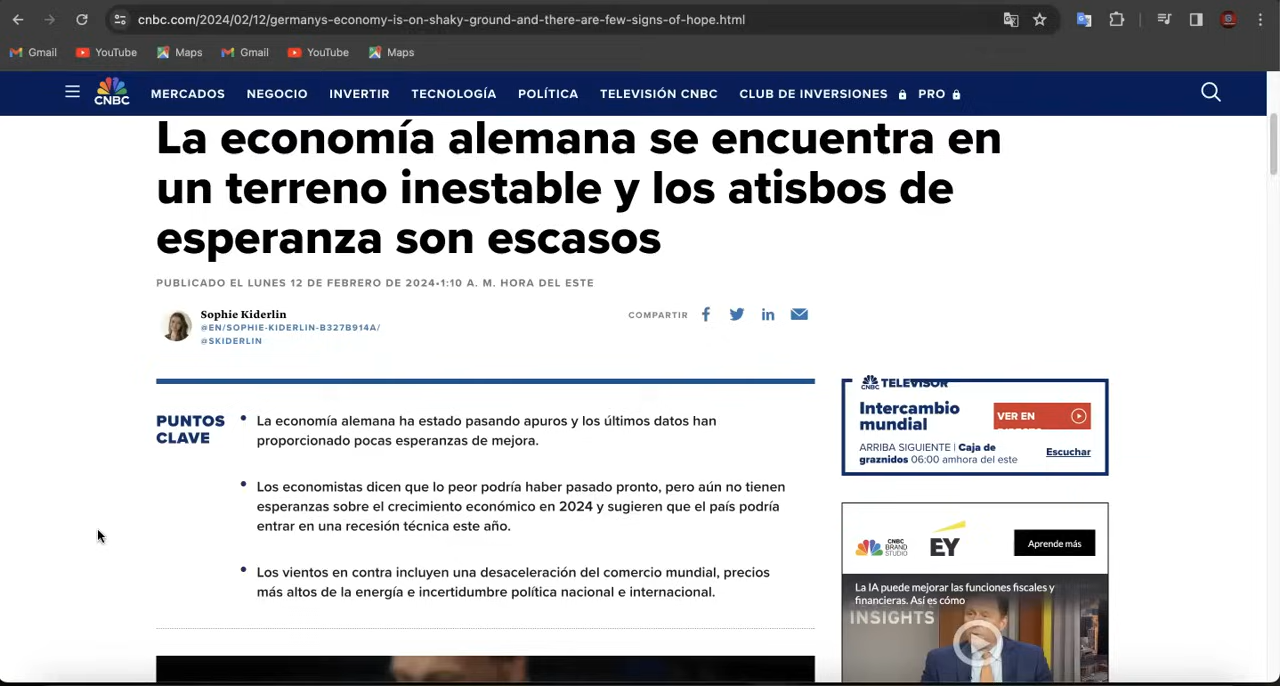 cnbc.com/2024/02/12/germanys-economy-is-on-shaky-ground-and-there-are-few-signs-of-hope.html
Gmail YouTube Maps Gmail YouTube Maps
CNBC MERCADOS NEGOCIO INVERTIR TECNOLOGÍA POLÍTICA TELEVISIÓN CNBC CLUB DE INVERSIONES PRO
La economía alemana se encuentra en
un terreno inestable y los atisbos de
esperanza son escasos
PUBLICADO EL LUNES 12 DE FEBRERO DE 2024•1:10 A. M. HORA DEL ESTE
Sophie Kiderlin
@EN/SOPHIE-KIDERLIN-B327B914A/
@SKIDERLIN
COMPARTIR
PUNTOS
CLAVE
La economía alemana ha estado pasando apuros y los últimos datos han
proporcionado pocas esperanzas de mejora.
Los economistas dicen que lo peor podría haber pasado pronto, pero aún no tienen
esperanzas sobre el crecimiento económico en 2024 y sugieren que el país podría
entrar en una recesión técnica este año.
Los vientos en contra incluyen una desaceleración del comercio mundial, precios
más altos de la energía e incertidumbre política nacional e internacional.
CNBC TELEVISOR
Intercambio
mundial
VER EN
DIRECTO
ARRIBA SIGUIENTE | Caja de
graznidos 06:00 amhora del este
Escuchar
CNBC
BRAND
STUDIO
EY
Aprende más
La IA puede mejorar las funciones fiscales y
financieras. Así es cómo
INSIGHTS